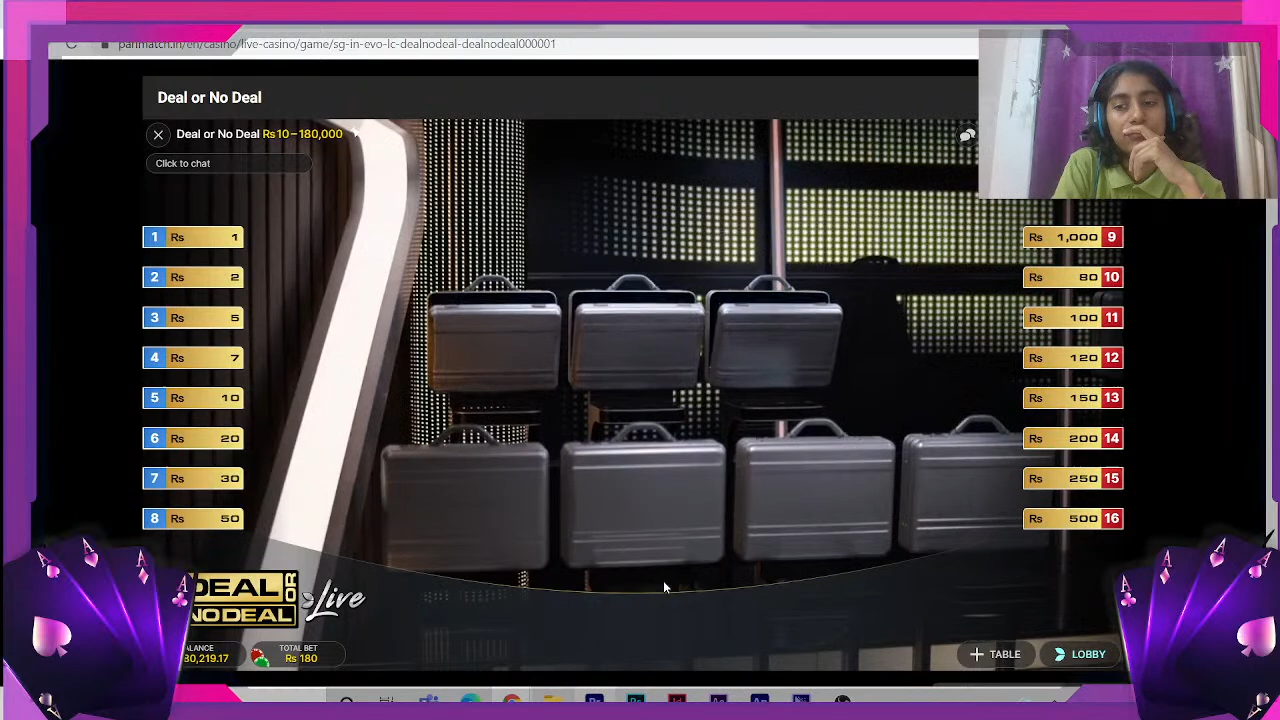 parimatch.in/en/casino/live-casino/game/sg-in-evo-lc-dealnodeal-dealnodeal000001
Deal or No Deal
Deal or No Deal Rs10–180,000
Click to chat
1 Rs 1
2 Rs 2
3 Rs 5
4 Rs 7
5 Rs 10
6 Rs 20
7 Rs 30
8 Rs 50
Rs 1,000 9
Rs 80 10
Rs 100 11
Rs 120 12
Rs 150 13
Rs 200 14
Rs 250 15
Rs 500 16
DEAL OR
NO DEAL
Live
ALANCE
30,219.17
TOTAL BET
Rs 180
TABLE
LOBBY
A
A
A
A
A
A
A
A